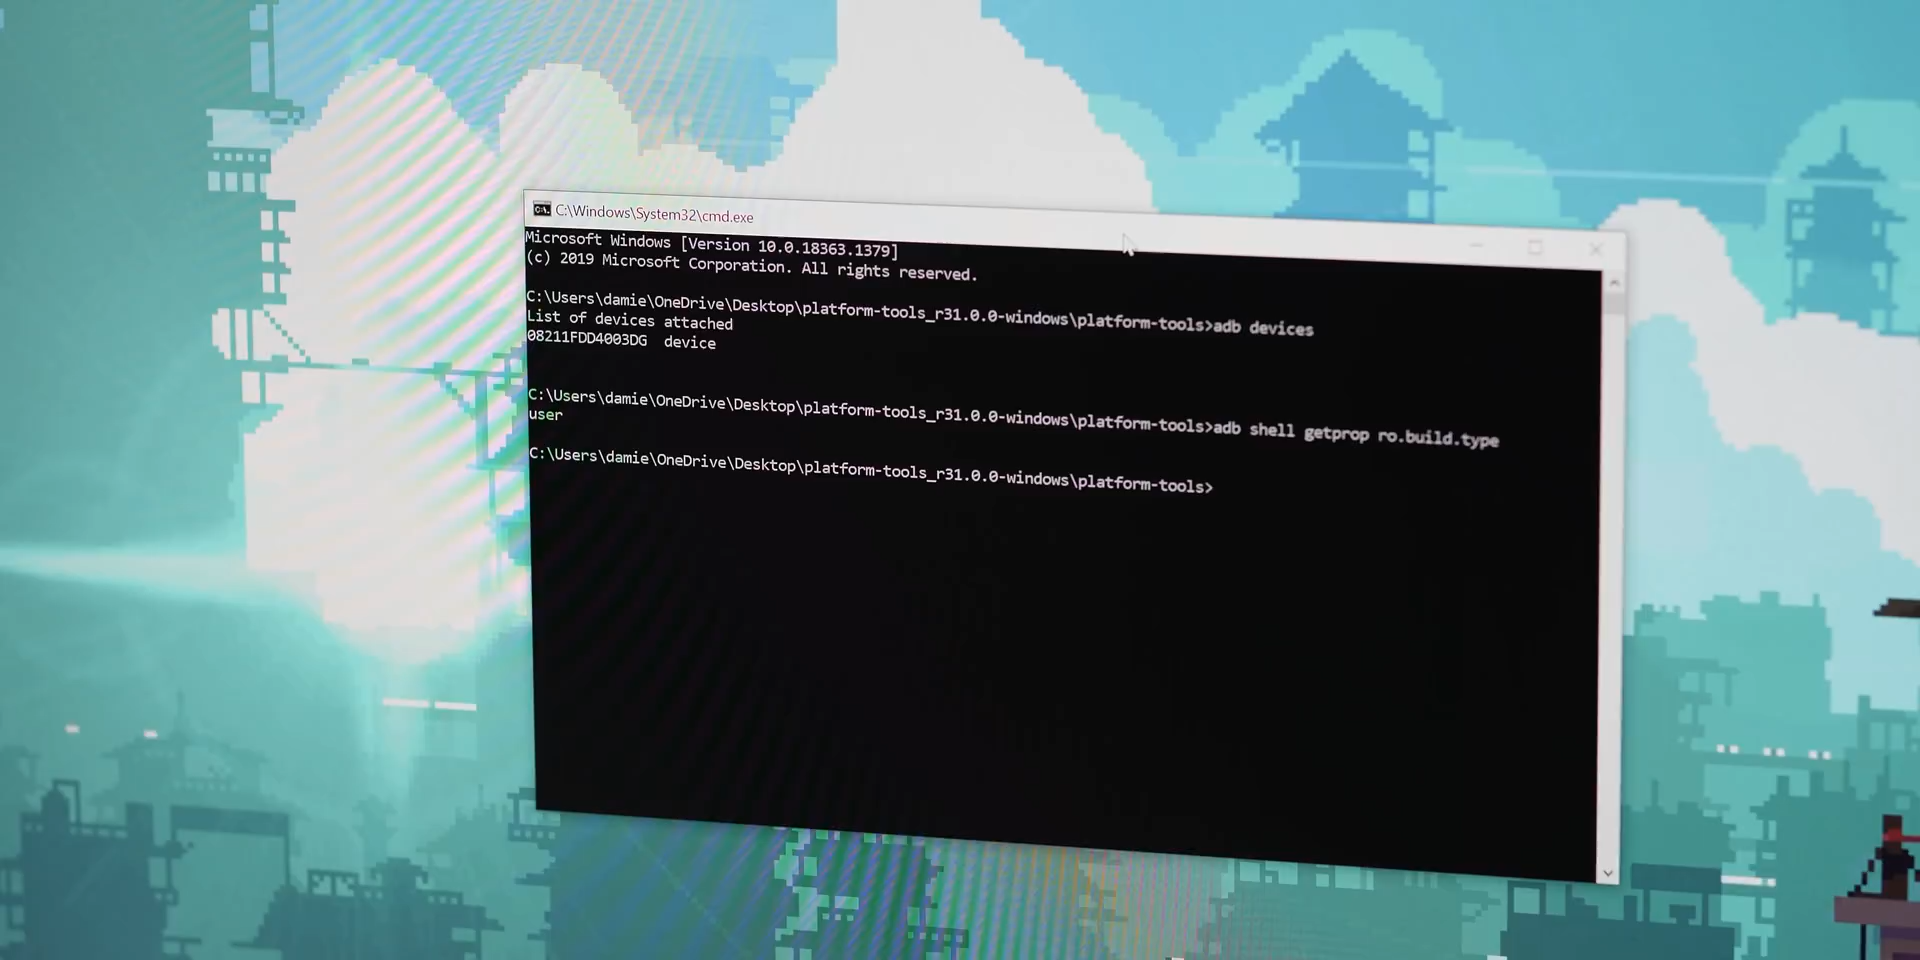 C:\Windows\System32\cmd.exe
Microsoft Windows [Version 10.0.18363.1379]
(c) 2019 Microsoft Corporation. All rights reserved.
C:\Users\damie\OneDrive\Desktop\platform-tools_r31.0.0-windows\platform-tools>adb devices
List of devices attached
08211FDD4003DG  device
C:\Users\damie\OneDrive\Desktop\platform-tools_r31.0.0-windows\platform-tools>adb shell getprop ro.build.type
user
C:\Users\damie\OneDrive\Desktop\platform-tools_r31.0.0-windows\platform-tools>